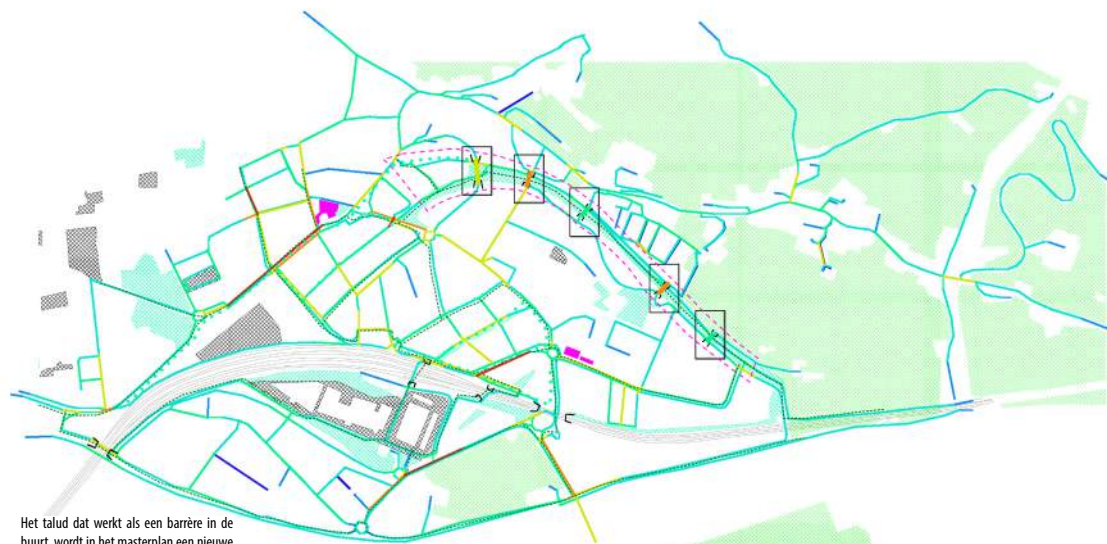 Het talud dat werkt als een barrère in de
buurt, wordt in het masterplan een nieuwe